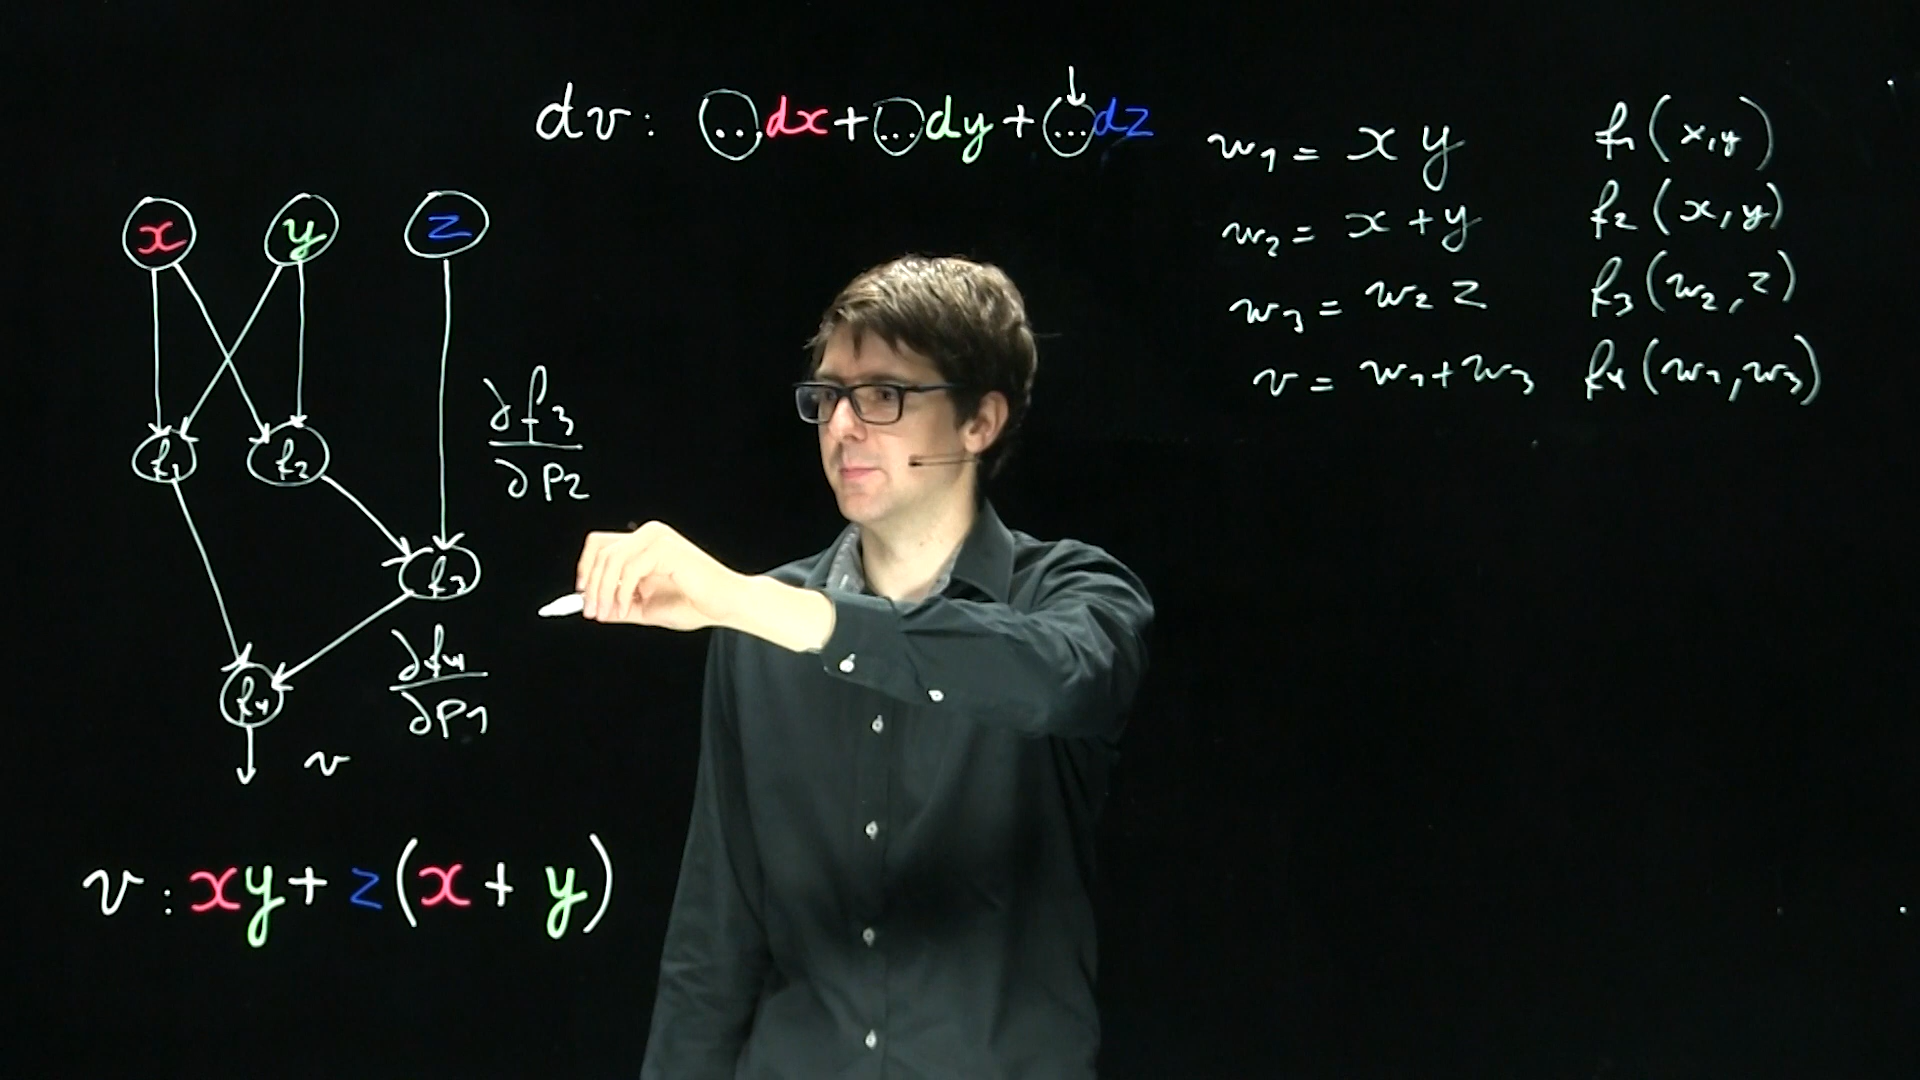 dv: ...dx+...dy+...dz
w₁ = x y f₁(x,y)
w₂ = x + y f₂(x,y)
w₃ = w₂ z f₃(w₂,z)
v = w₁+w₃ f₄(w₁,w₃)
x y z
∂f₃
∂p₂
f₁ f₂
f₃
∂f₄
∂p₁
f₄
v
v: xy+z(x+y)